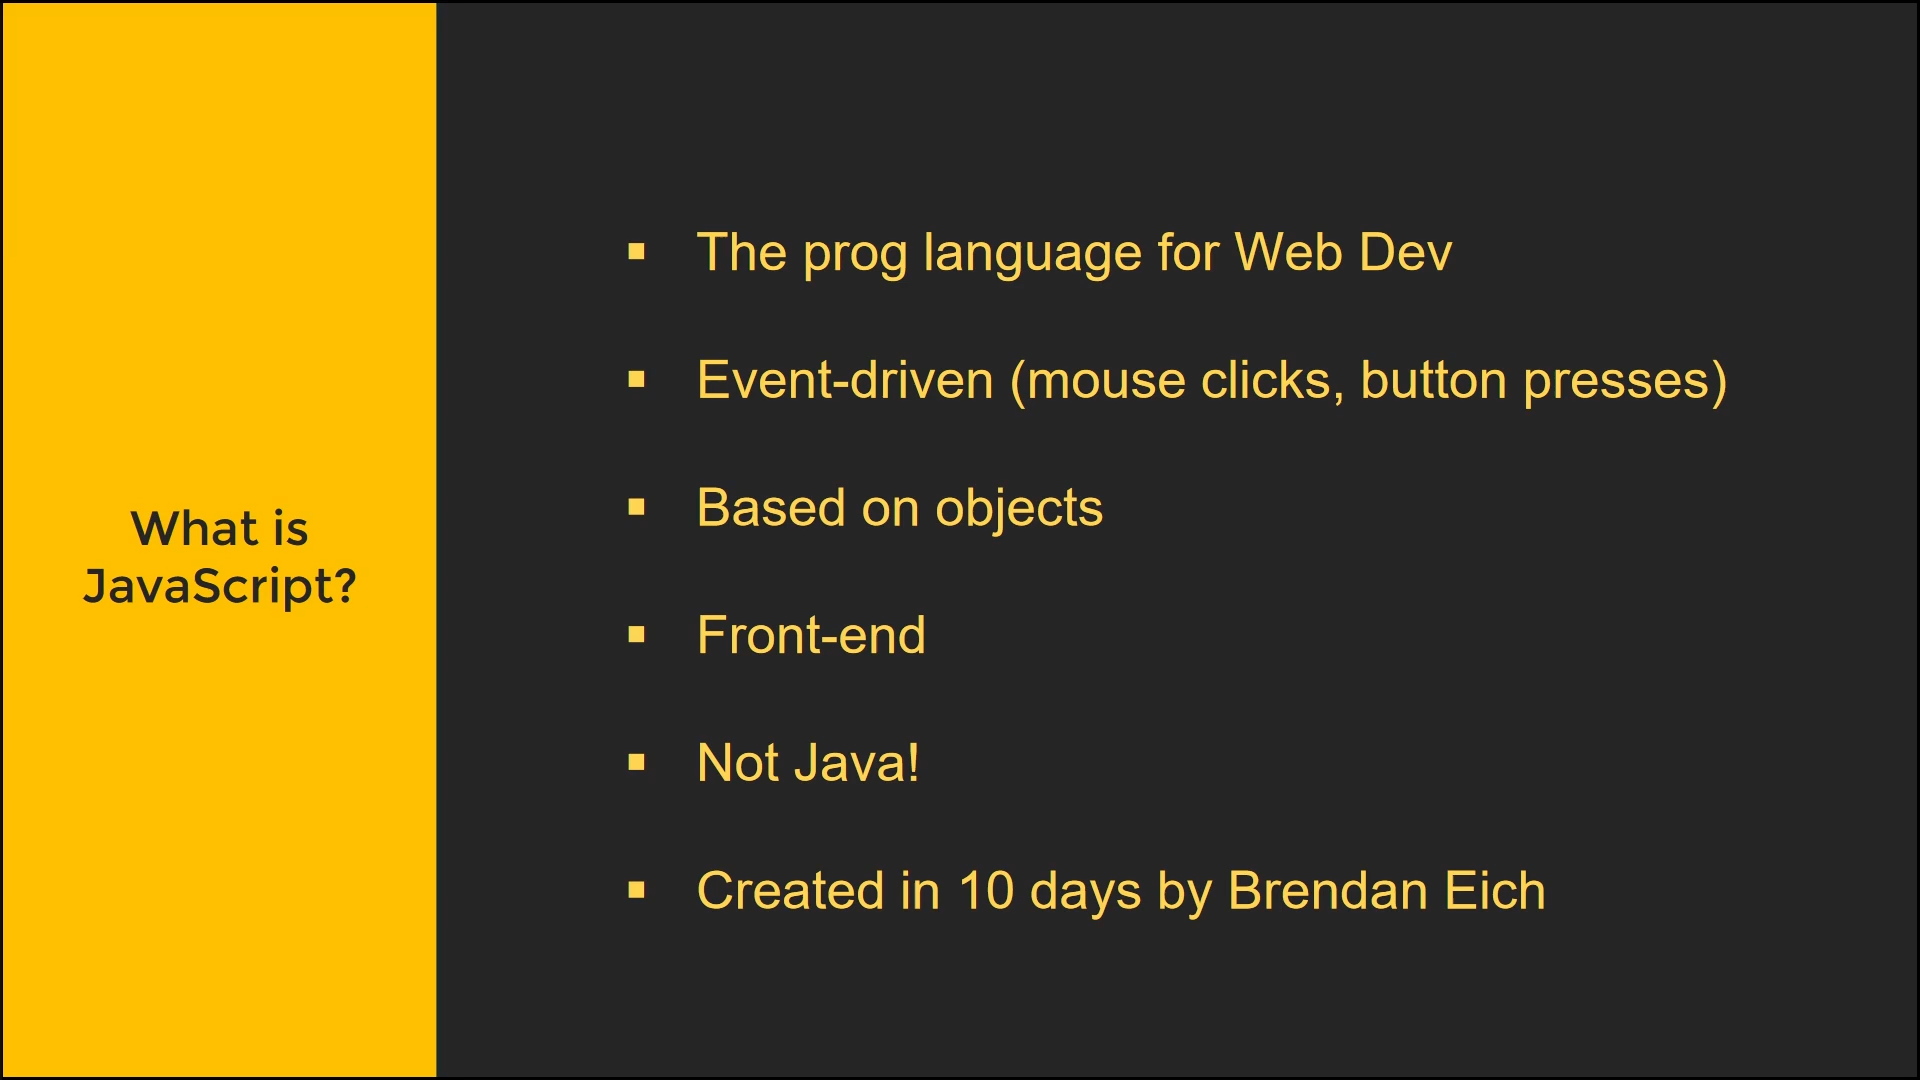 What is
JavaScript?
▪ The prog language for Web Dev
▪ Event-driven (mouse clicks, button presses)
▪ Based on objects
▪ Front-end
▪ Not Java!
▪ Created in 10 days by Brendan Eich